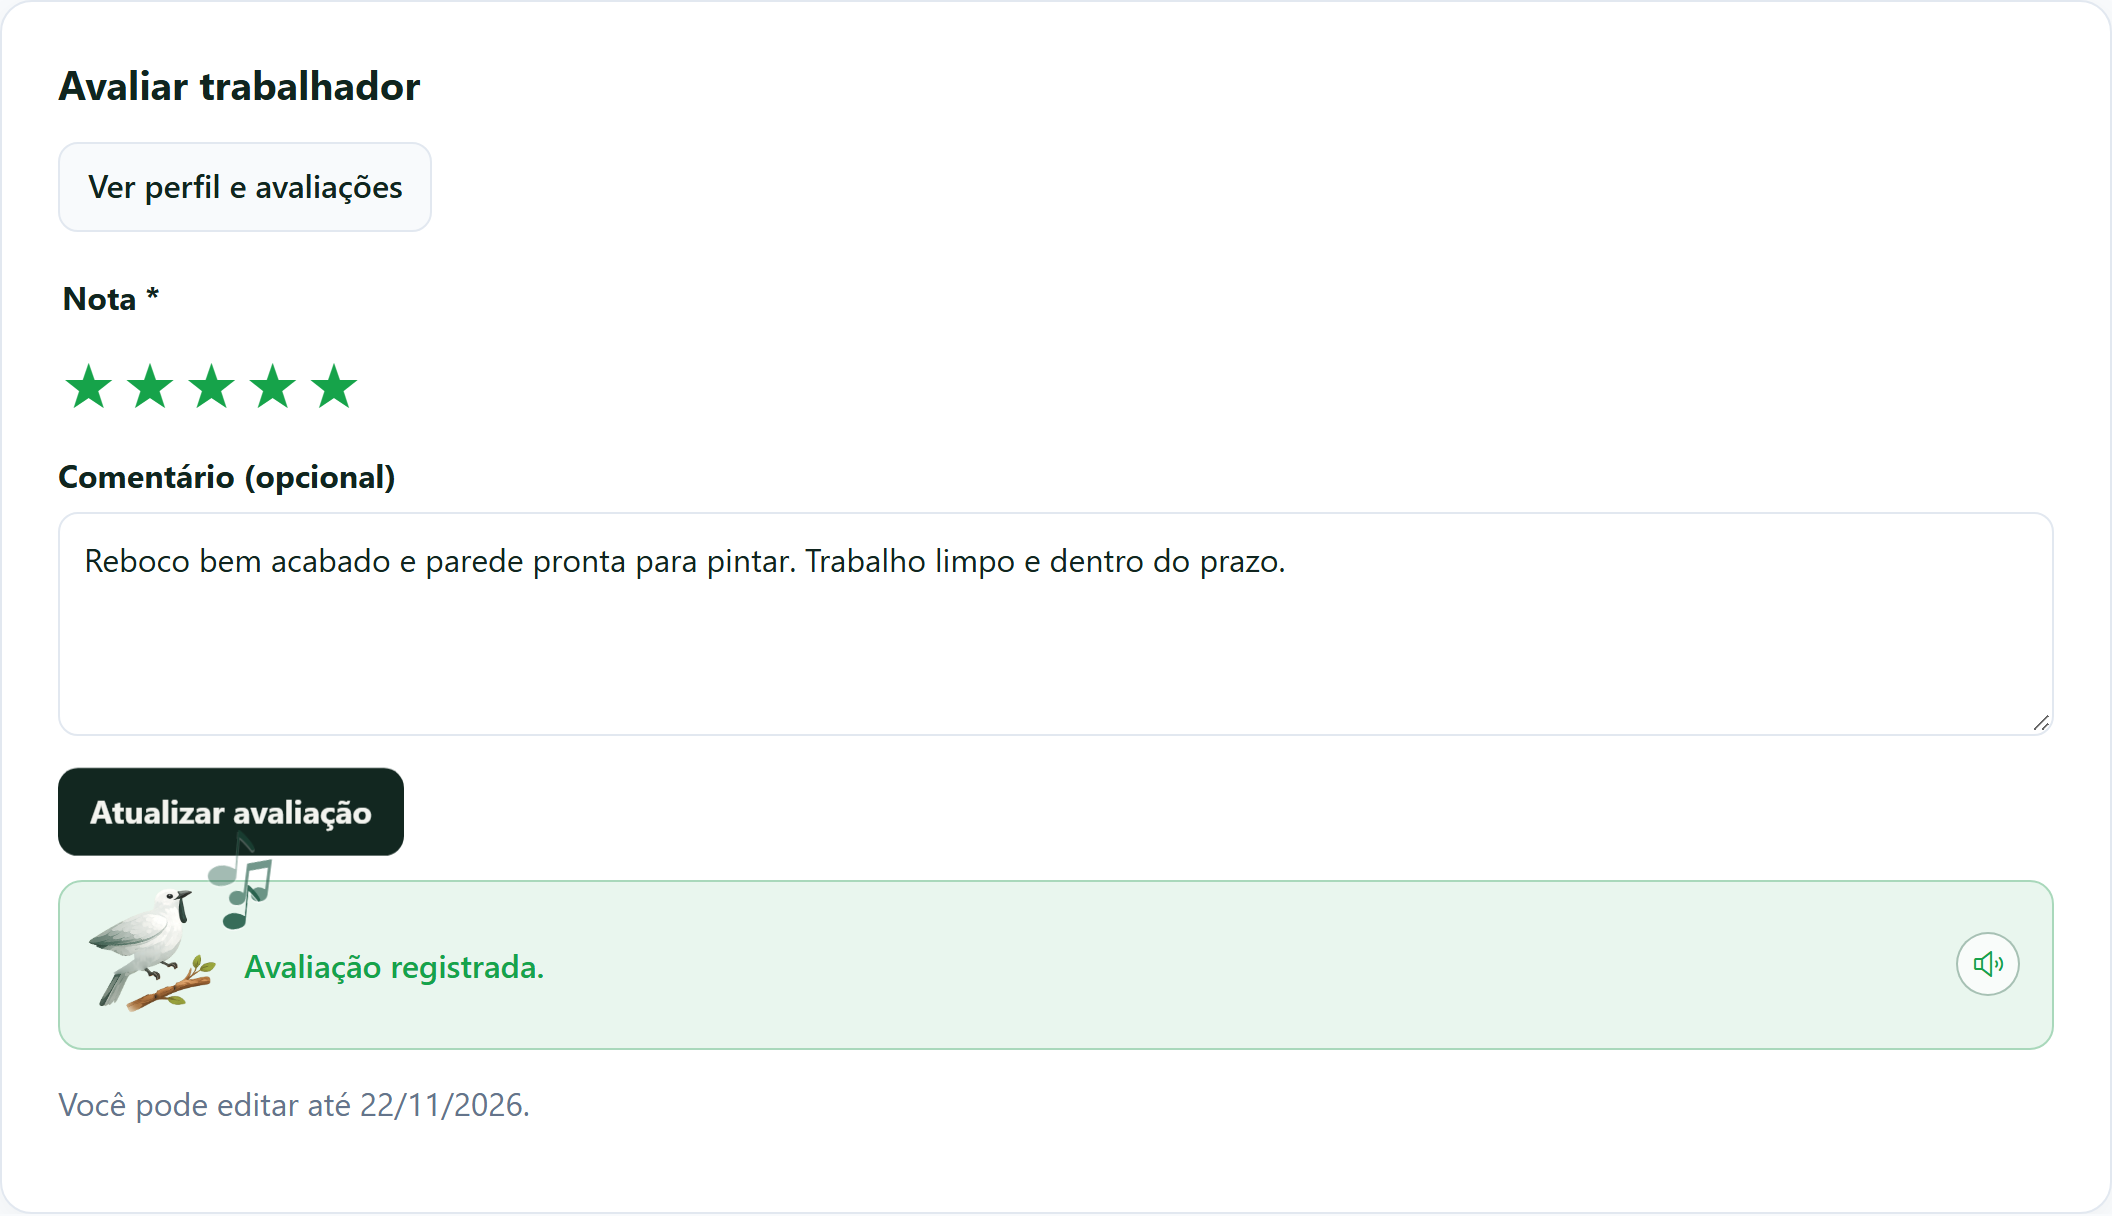 Avaliar trabalhador
Ver perfil e avaliações
Nota *
Comentário (opcional)
Reboco bem acabado e parede pronta para pintar. Trabalho limpo e dentro do prazo.
Atualizar avaliação
Avaliação registrada.
Você pode editar até 22/11/2026.